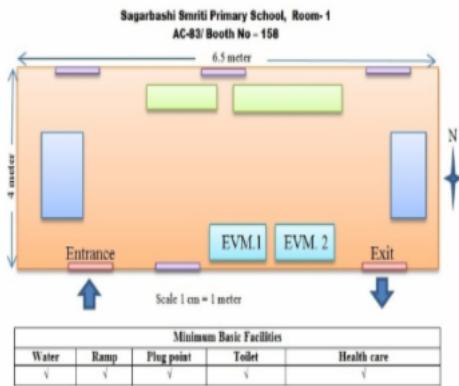 Sagarbashi Smriti Primary School, Room- 1
AC-83/ Booth No – 158
6.5 meter
4 meter
N
EVM.1 EVM. 2
Entrance Exit
Scale 1 cm = 1 meter
Minimum Basic Facilities
Water Ramp Plug point Toilet Health care
√ √ √ √ √